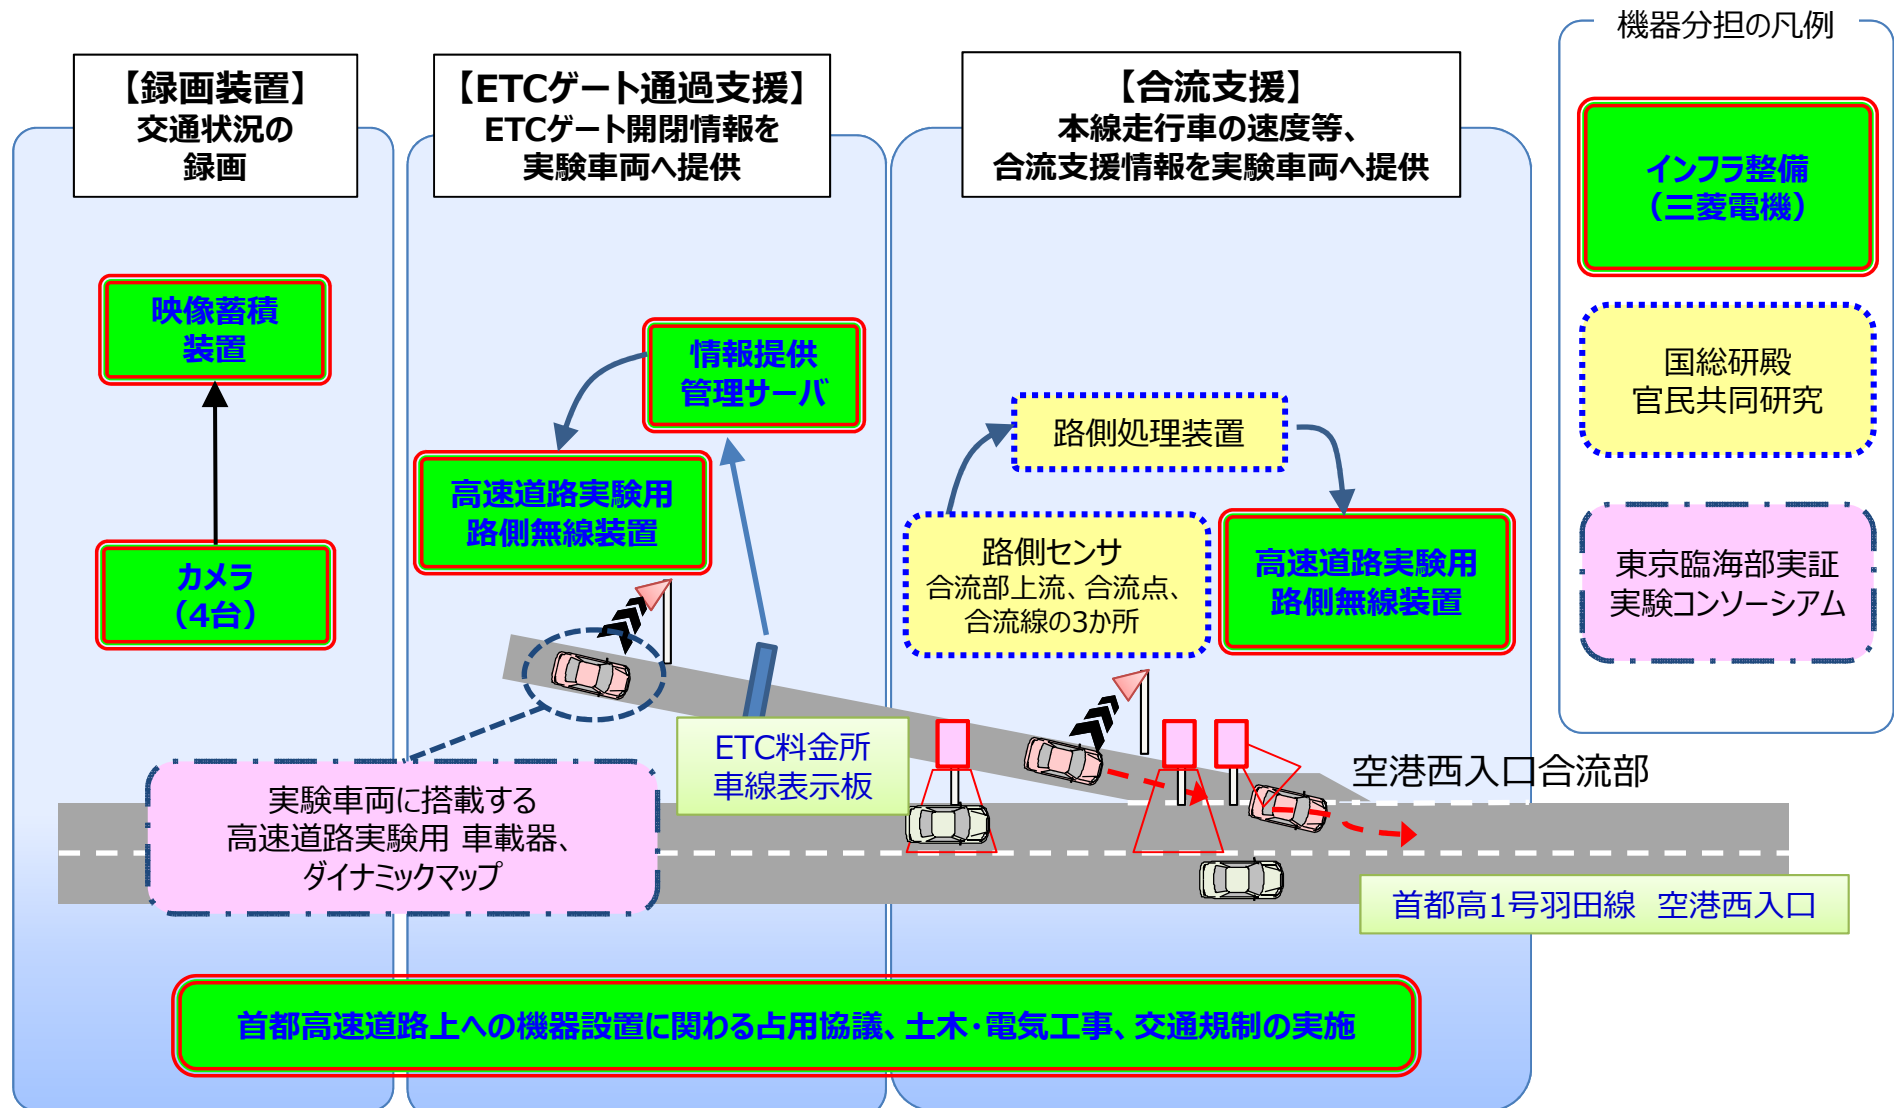 機器分担の凡例
【録画装置】
交通状況の
録画
【ETCゲート通過支援】
ETCゲート開閉情報を
実験車両へ提供
【合流支援】
本線走行車の速度等、
合流支援情報を実験車両へ提供
インフラ整備
（三菱電機）
国総研殿
官民共同研究
東京臨海部実証
実験コンソーシアム
映像蓄積
装置
カメラ
（4台）
情報提供
管理サーバ
高速道路実験用
路側無線装置
路側処理装置
路側センサ
合流部上流、合流点、
合流線の3か所
高速道路実験用
路側無線装置
ETC料金所
車線表示板
空港西入口合流部
実験車両に搭載する
高速道路実験用 車載器、
ダイナミックマップ
首都高1号羽田線　空港西入口
首都高速道路上への機器設置に関わる占用協議、土木・電気工事、交通規制の実施